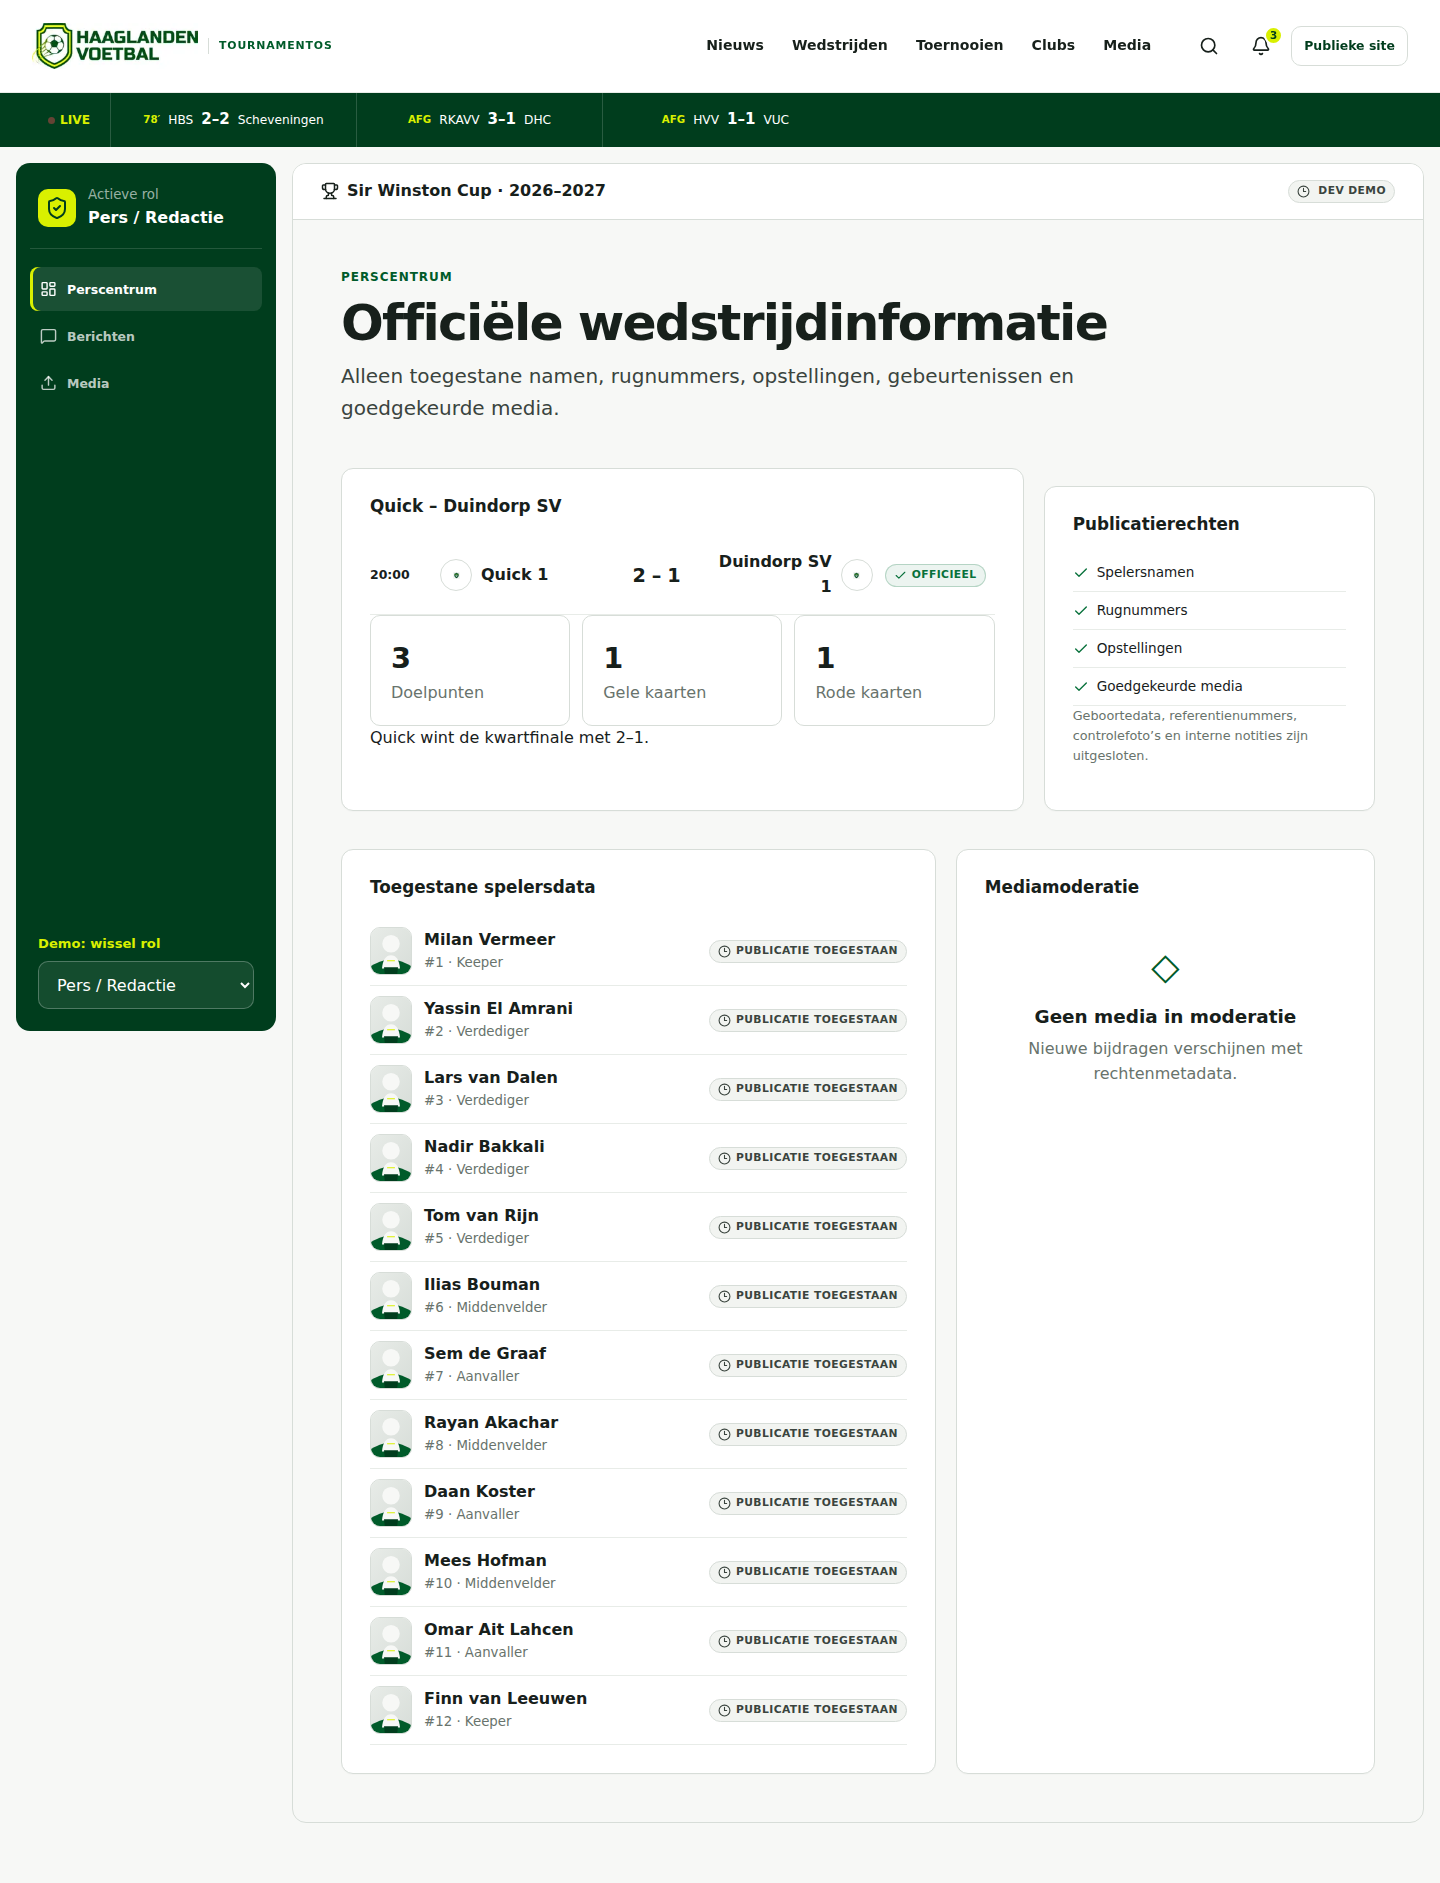 HAAGLANDEN
VOETBAL
TOURNAMENTOS
Nieuws Wedstrijden Toernooien Clubs Media
3
Publieke site
LIVE 78′ HBS 2–2 Scheveningen AFG RKAVV 3–1 DHC AFG HVV 1–1 VUC
Actieve rol
Pers / Redactie
Perscentrum
Berichten
Media
Demo: wissel rol
Pers / Redactie
Sir Winston Cup · 2026–2027
DEV DEMO
PERSCENTRUM
Officiële wedstrijdinformatie
Alleen toegestane namen, rugnummers, opstellingen, gebeurtenissen en
goedgekeurde media.
Quick – Duindorp SV
20:00 Quick 1 2 – 1 Duindorp SV
1
OFFICIEEL
3
Doelpunten
1
Gele kaarten
1
Rode kaarten
Quick wint de kwartfinale met 2–1.
Publicatierechten
Spelersnamen
Rugnummers
Opstellingen
Goedgekeurde media
Geboortedata, referentienummers,
controlefoto’s en interne notities zijn
uitgesloten.
Toegestane spelersdata
Milan Vermeer
#1 · Keeper
PUBLICATIE TOEGESTAAN
Yassin El Amrani
#2 · Verdediger
PUBLICATIE TOEGESTAAN
Lars van Dalen
#3 · Verdediger
PUBLICATIE TOEGESTAAN
Nadir Bakkali
#4 · Verdediger
PUBLICATIE TOEGESTAAN
Tom van Rijn
#5 · Verdediger
PUBLICATIE TOEGESTAAN
Ilias Bouman
#6 · Middenvelder
PUBLICATIE TOEGESTAAN
Sem de Graaf
#7 · Aanvaller
PUBLICATIE TOEGESTAAN
Rayan Akachar
#8 · Middenvelder
PUBLICATIE TOEGESTAAN
Daan Koster
#9 · Aanvaller
PUBLICATIE TOEGESTAAN
Mees Hofman
#10 · Middenvelder
PUBLICATIE TOEGESTAAN
Omar Ait Lahcen
#11 · Aanvaller
PUBLICATIE TOEGESTAAN
Finn van Leeuwen
#12 · Keeper
PUBLICATIE TOEGESTAAN
Mediamoderatie
Geen media in moderatie
Nieuwe bijdragen verschijnen met
rechtenmetadata.